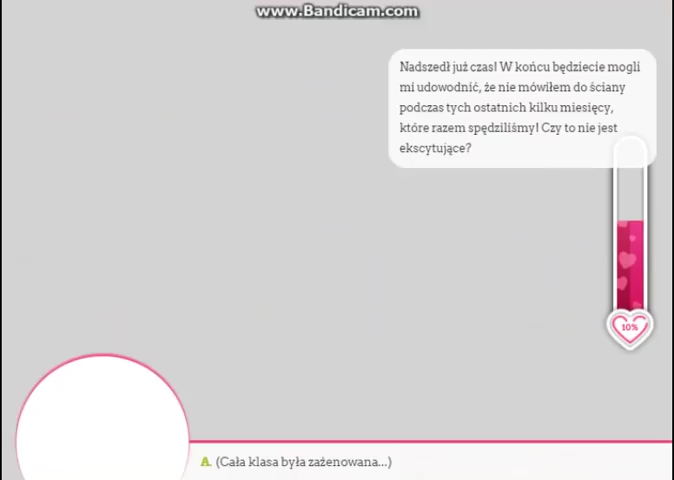 www.Bandicam.com
Nadszedł już czas! W końcu będziecie mogli
mi udowodnić, że nie mówiłem do ściany
podczas tych ostatnich kilku miesięcy,
które razem spędziliśmy! Czy to nie jest
ekscytujące?
10%
A. (Cała klasa była zażenowana...)